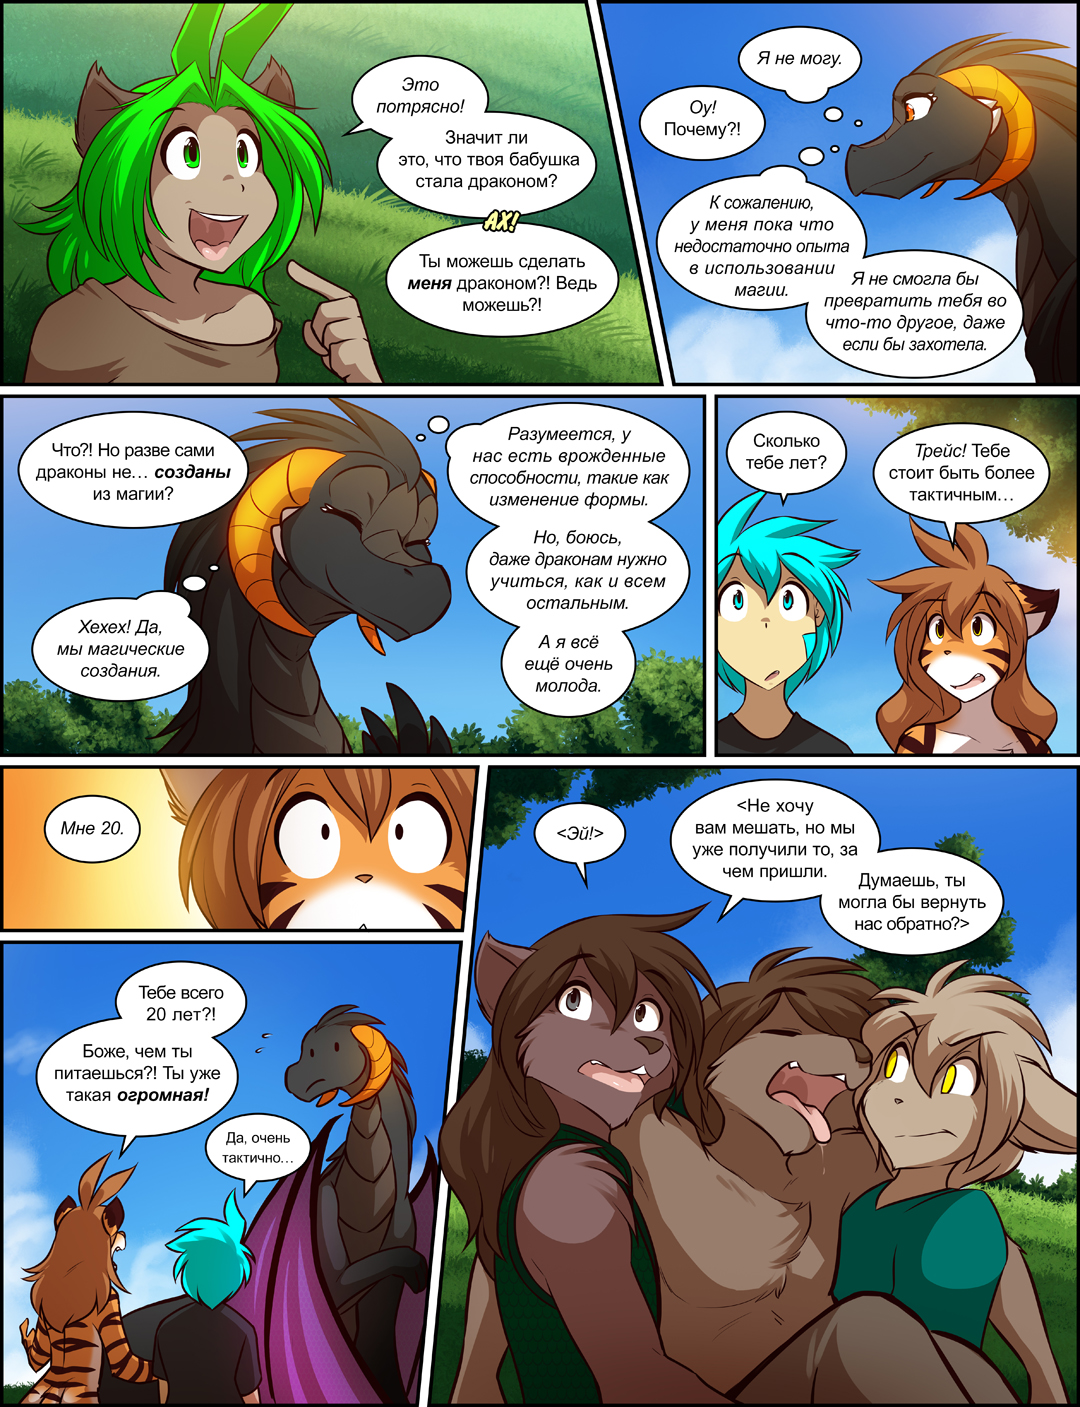 Это
потрясно!
Значит ли
это, что твоя бабушка
стала драконом?
АХ!
Ты можешь сделать
меня драконом?! Ведь
можешь?!
Я не могу.
Оу!
Почему?!
К сожалению,
у меня пока что
недостаточно опыта
в использовании
магии.
Я не смогла бы
превратить тебя во
что-то другое, даже
если бы захотела.
Что?! Но разве сами
драконы не... созданы
из магии?
Хехех! Да,
мы магические
создания.
Разумеется, у
нас есть врожденные
способности, такие как
изменение формы.
Но, боюсь,
даже драконам нужно
учиться, как и всем
остальным.
А я всё
ещё очень
молода.
Сколько
тебе лет?
Трейс! Тебе
стоит быть более
тактичным...
Мне 20.
Тебе всего
20 лет?!
Боже, чем ты
питаешься?! Ты уже
такая огромная!
Да, очень
тактично...
<Эй!>
<Не хочу
вам мешать, но мы
уже получили то, за
чем пришли.
Думаешь, ты
могла бы вернуть
нас обратно?>